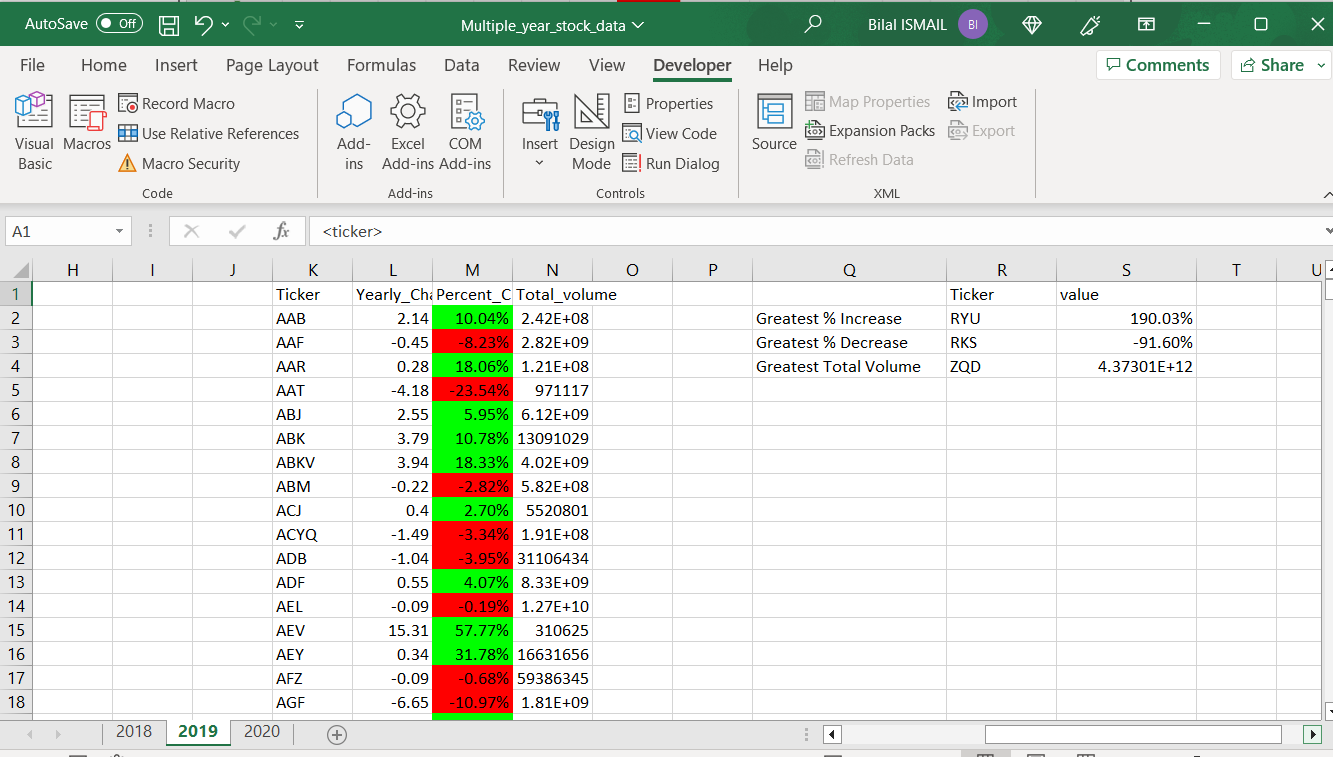 AutoSave Off Multiple_year_stock_data Bilal ISMAIL BI
File Home Insert Page Layout Formulas Data Review View Developer Help Comments Share
Visual Basic Macros Record Macro Use Relative References Macro Security
Add-ins Excel Add-ins COM Add-ins
Insert Design Mode Properties View Code Run Dialog
Source Map Properties Expansion Packs Refresh Data Import Export
Code Add-ins Controls XML
A1 fx <ticker>
H I J K L M N O P Q R S T U
1 Ticker Yearly_Cha Percent_C Total_volume Ticker value
2 AAB 2.14 10.04% 2.42E+08 Greatest % Increase RYU 190.03%
3 AAF -0.45 -8.23% 2.82E+09 Greatest % Decrease RKS -91.60%
4 AAR 0.28 18.06% 1.21E+08 Greatest Total Volume ZQD 4.37301E+12
5 AAT -4.18 -23.54% 971117
6 ABJ 2.55 5.95% 6.12E+09
7 ABK 3.79 10.78% 13091029
8 ABKV 3.94 18.33% 4.02E+09
9 ABM -0.22 -2.82% 5.82E+08
10 ACJ 0.4 2.70% 5520801
11 ACYQ -1.49 -3.34% 1.91E+08
12 ADB -1.04 -3.95% 31106434
13 ADF 0.55 4.07% 8.33E+09
14 AEL -0.09 -0.19% 1.27E+10
15 AEV 15.31 57.77% 310625
16 AEY 0.34 31.78% 16631656
17 AFZ -0.09 -0.68% 59386345
18 AGF -6.65 -10.97% 1.81E+09
2018 2019 2020